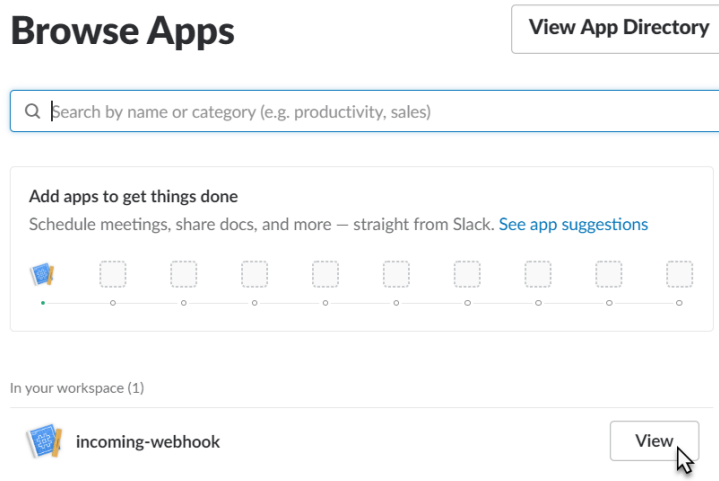 Browse Apps
View App Directory
Search by name or category (e.g. productivity, sales)
Add apps to get things done
Schedule meetings, share docs, and more — straight from Slack. See app suggestions
In your workspace (1)
incoming-webhook
View